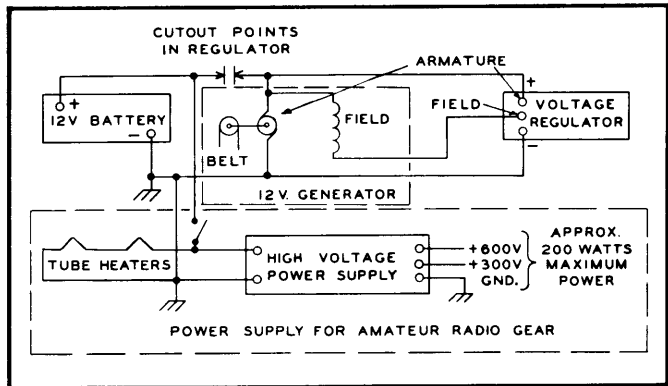 CUTOUT POINTS
IN REGULATOR
ARMATURE
+
12V BATTERY
-
FIELD
BELT
12V. GENERATOR
+
FIELD
VOLTAGE
REGULATOR
-
TUBE HEATERS
HIGH VOLTAGE
POWER SUPPLY
+600V
+300V
GND.
APPROX.
200 WATTS
MAXIMUM
POWER
POWER SUPPLY FOR AMATEUR RADIO GEAR